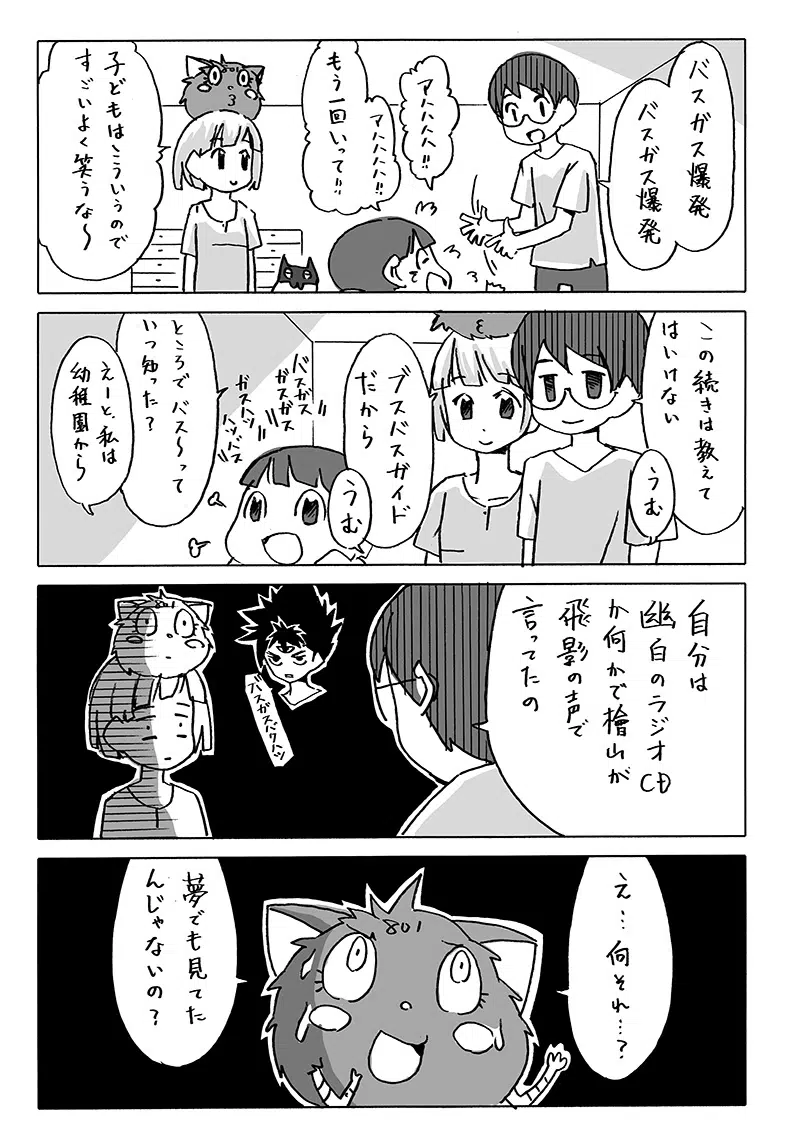 バスガス爆発
バスガス爆発
アハハハハ!!
アハハハハ!!
もう一回いって!!
子どもはこういうので
すごいよく笑うな〜
この続きは教えて
はいけない
うむ
ブスバスガイド
だから
うむ
バスガス
ガスガス
ガスハツ
ハツバス
ところでバス〜って
いつ知った?
えーと、私は
幼稚園から
自分は
幽白のラジオCD
か何かで檜山が
飛影の声で
言ってたの
バスガスバクハツ
え…何それ…?
801
夢でも見てた
んじゃないの?